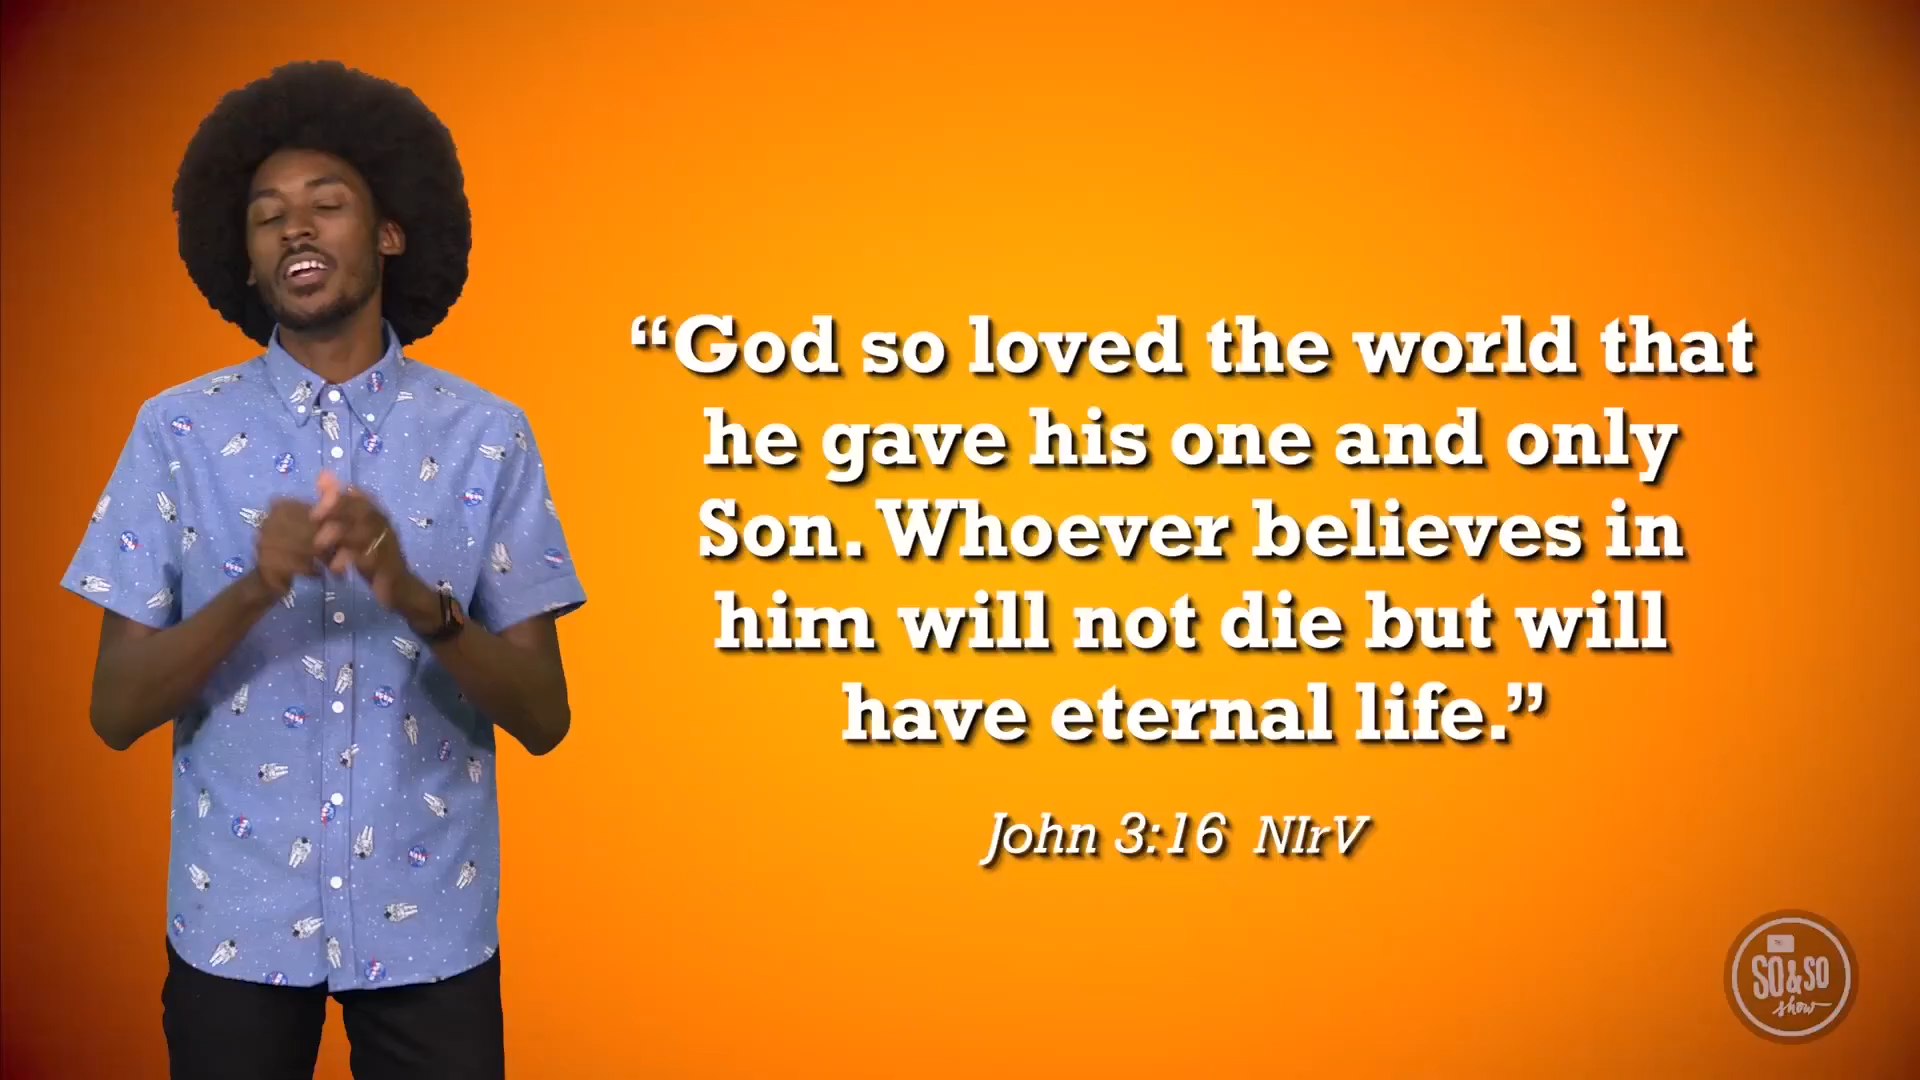 “God so loved the world that
he gave his one and only
Son. Whoever believes in
him will not die but will
have eternal life.”
John 3:16 NIrV
SO&SO
show
NASA